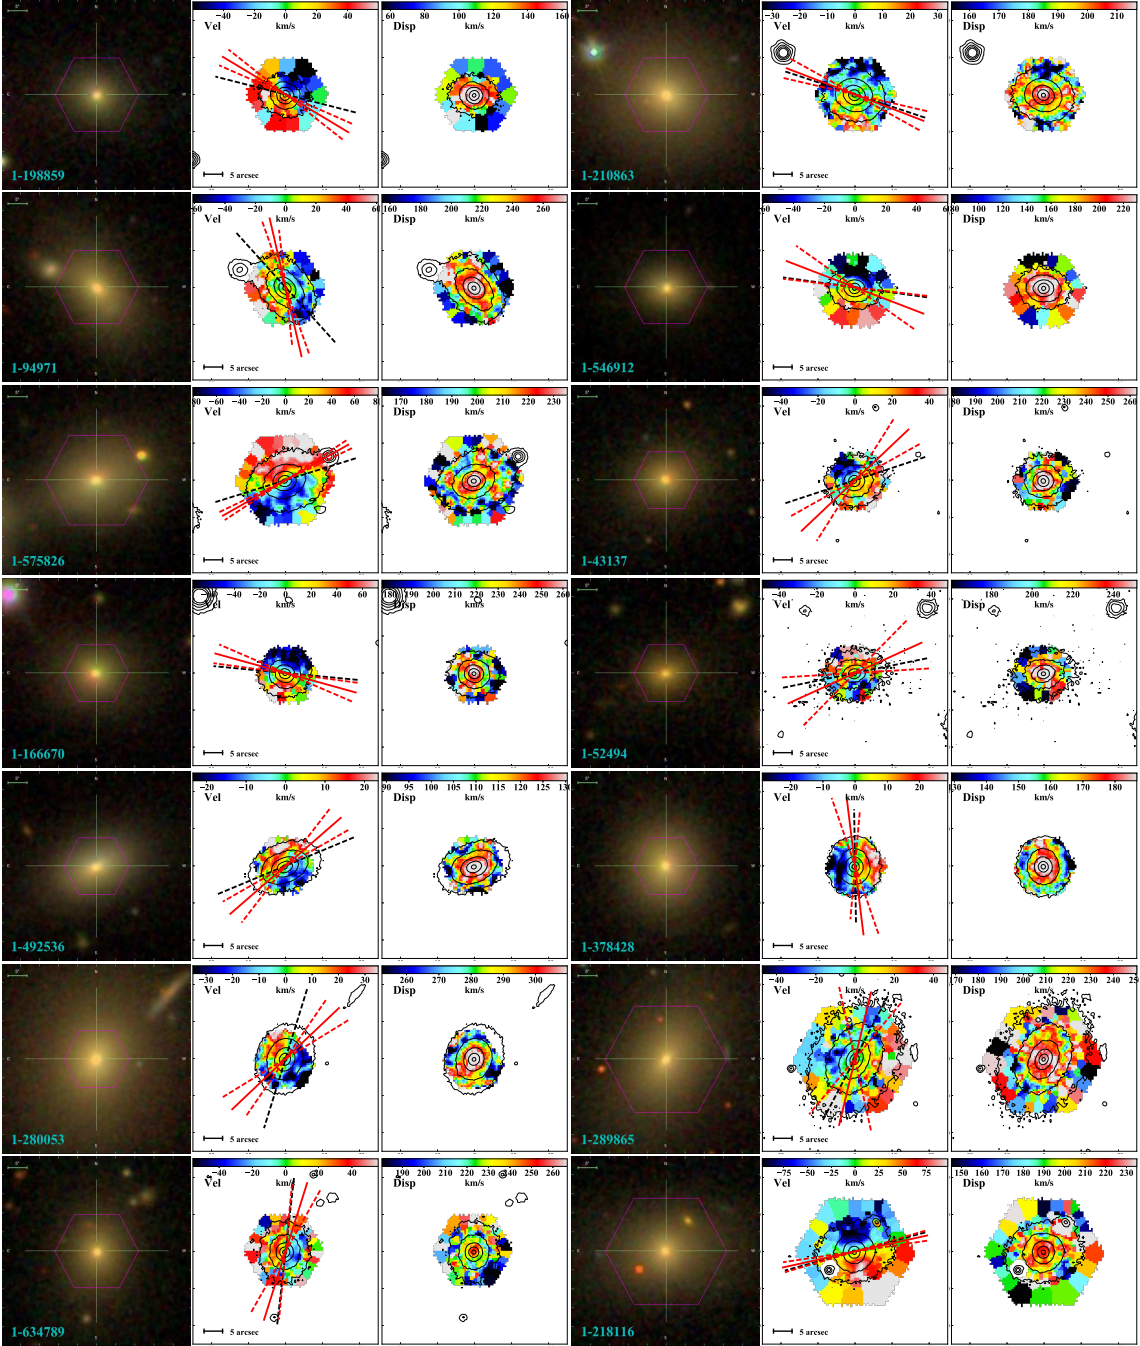 −40 −20 0 20 40
Vel km/s
5 arcsec
60 80 100 120 140 160
Disp km/s
1-198859
−30 −20 −10 0 10 20 30
Vel km/s
5 arcsec
160 170 180 190 200 210
Disp km/s
1-210863
−40 −20 0 20 40
Vel km/s
5 arcsec
180 200 220 240 260
Disp km/s
1-94971
−40 −20 0 20 40
Vel km/s
5 arcsec
100 120 140 160 180 200 220
Disp km/s
1-546912
−60 −40 −20 0 20 40 60
Vel km/s
5 arcsec
170 180 190 200 210 220 230
Disp km/s
1-575826
−40 −20 0 20 40
Vel km/s
5 arcsec
190 200 210 220 230 240 250
Disp km/s
1-43137
−40 −20 0 20 40
Vel km/s
5 arcsec
180 190 200 210 220 230 240 250
Disp km/s
1-166670
−40 −20 0 20 40
Vel km/s
5 arcsec
180 200 220 240
Disp km/s
1-52494
−20 −10 0 10 20
Vel km/s
5 arcsec
95 100 105 110 115 120 125
Disp km/s
1-492536
−20 −10 0 10 20
Vel km/s
5 arcsec
130 140 150 160 170 180
Disp km/s
1-378428
−30 −20 −10 0 10 20 30
Vel km/s
5 arcsec
270 280 290 300
Disp km/s
1-280053
−40 −20 0 20 40
Vel km/s
5 arcsec
180 190 200 210 220 230 240
Disp km/s
1-289865
−40 −20 0 20 40
Vel km/s
5 arcsec
190 200 210 220 230 240 250 260
Disp km/s
1-634789
−75 −50 −25 0 25 50 75
Vel km/s
5 arcsec
150 160 170 180 190 200 210 220 230
Disp km/s
1-218116